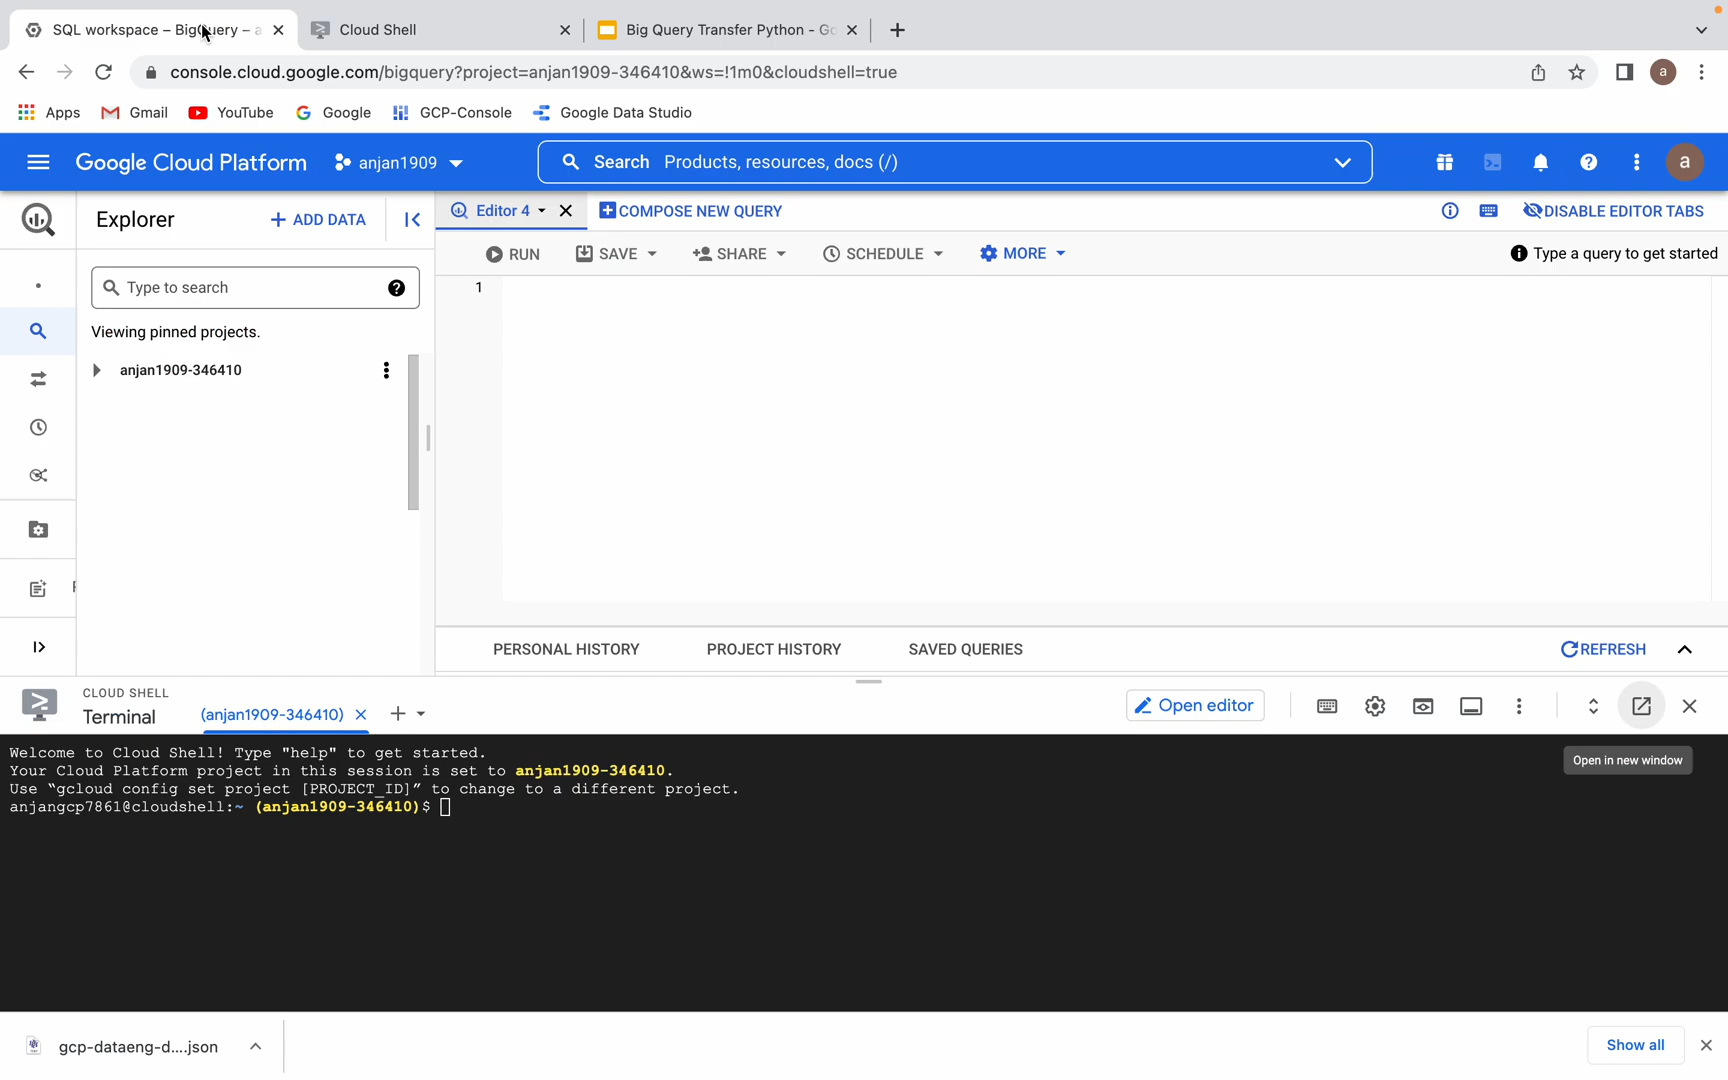 SQL workspace – BigQuery – a
Cloud Shell
Big Query Transfer Python - Go
console.cloud.google.com/bigquery?project=anjan1909-346410&ws=!1m0&cloudshell=true
a
Apps
Gmail
YouTube
Google
GCP-Console
Google Data Studio
Google Cloud Platform
anjan1909
Search Products, resources, docs (/)
a
Explorer
+ ADD DATA
Editor 4
COMPOSE NEW QUERY
DISABLE EDITOR TABS
RUN
SAVE
SHARE
SCHEDULE
MORE
Type a query to get started
Type to search
1
Viewing pinned projects.
anjan1909-346410
PERSONAL HISTORY
PROJECT HISTORY
SAVED QUERIES
REFRESH
CLOUD SHELL
Terminal
(anjan1909-346410)
Open editor
Open in new window
Welcome to Cloud Shell! Type "help" to get started.
Your Cloud Platform project in this session is set to anjan1909-346410.
Use “gcloud config set project [PROJECT_ID]” to change to a different project.
anjangcp7861@cloudshell:~ (anjan1909-346410)$
gcp-dataeng-d....json
Show all